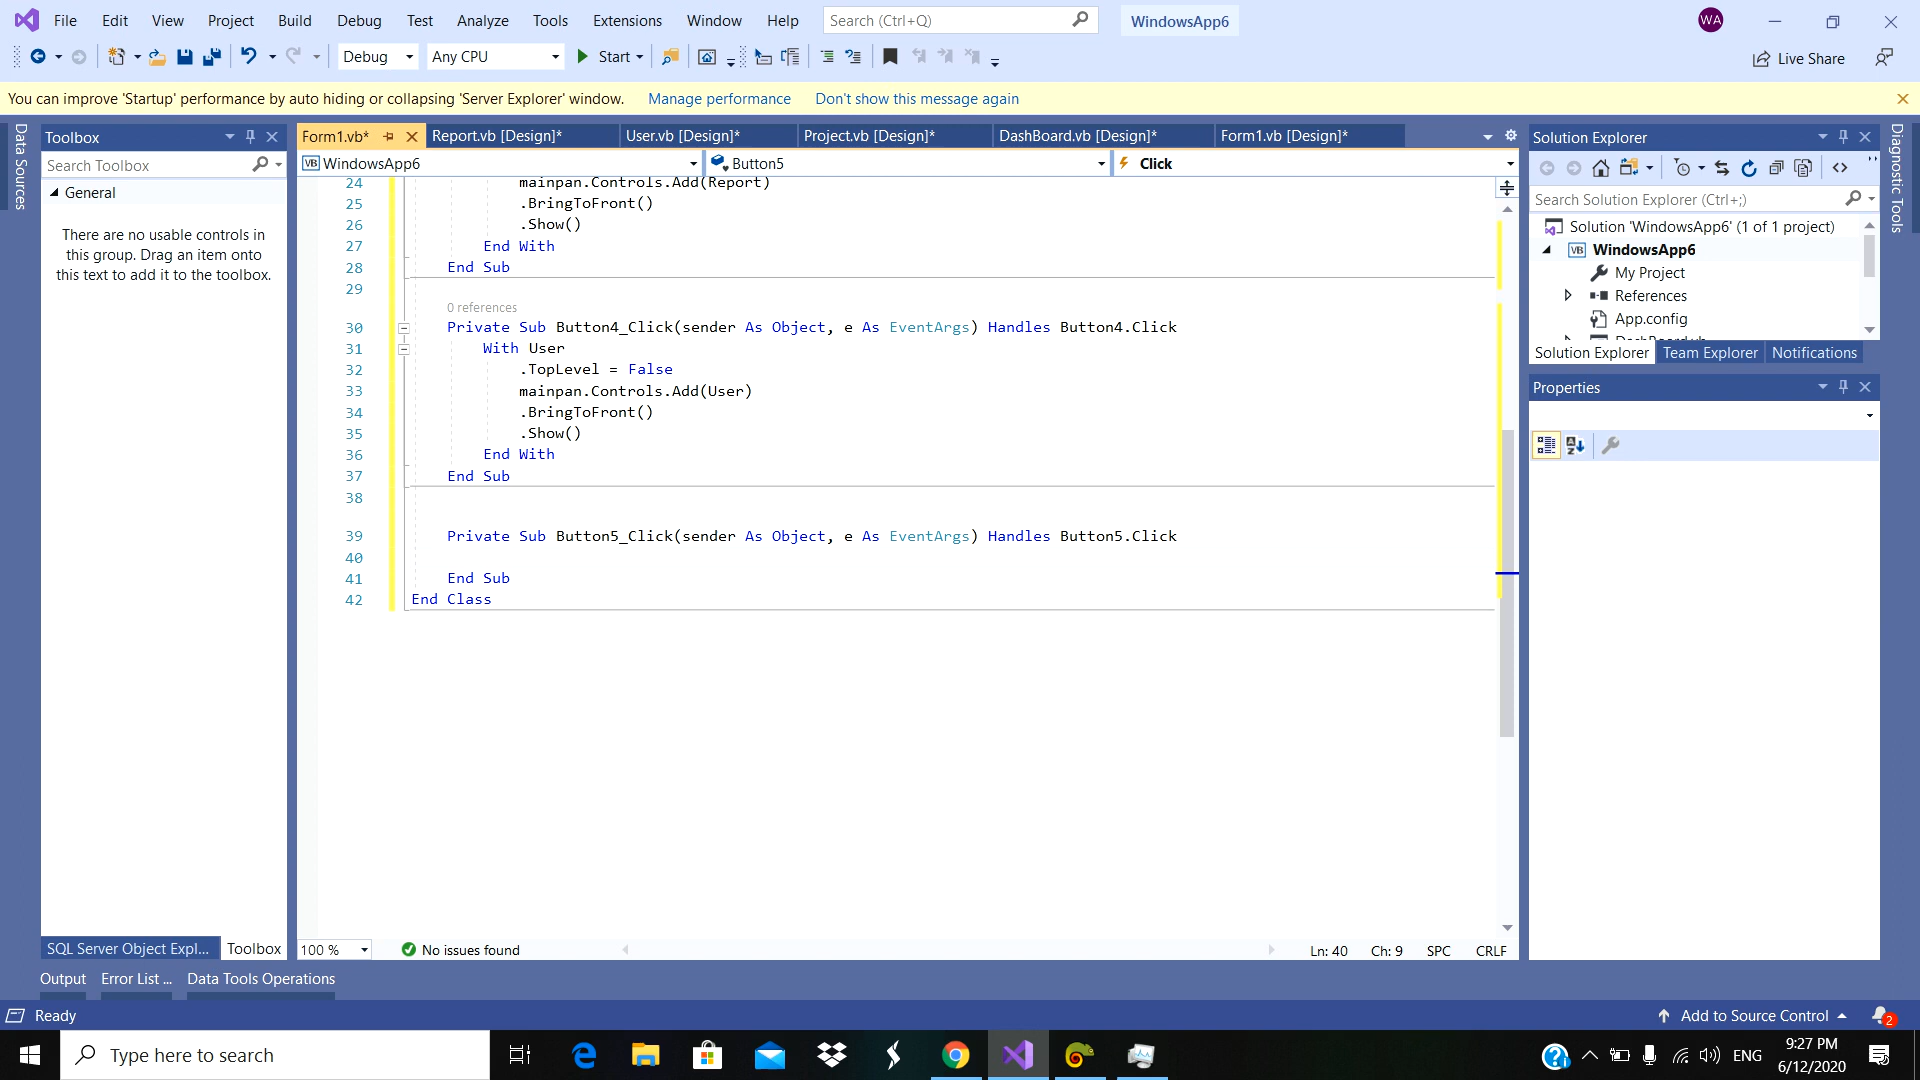 File Edit View Project Build Debug Test Analyze Tools Extensions Window Help Search (Ctrl+Q) WindowsApp6 WA
Debug Any CPU Start Live Share
You can improve 'Startup' performance by auto hiding or collapsing 'Server Explorer' window. Manage performance Don't show this message again
Data Sources
Toolbox
Search Toolbox
General
There are no usable controls in
this group. Drag an item onto
this text to add it to the toolbox.
SQL Server Object Expl... Toolbox
Form1.vb* Report.vb [Design]* User.vb [Design]* Project.vb [Design]* DashBoard.vb [Design]* Form1.vb [Design]*
VB WindowsApp6 Button5 Click
24 mainpan.Controls.Add(Report)
25 .BringToFront()
26 .Show()
27 End With
28 End Sub
29
0 references
30 Private Sub Button4_Click(sender As Object, e As EventArgs) Handles Button4.Click
31 With User
32 .TopLevel = False
33 mainpan.Controls.Add(User)
34 .BringToFront()
35 .Show()
36 End With
37 End Sub
38
39 Private Sub Button5_Click(sender As Object, e As EventArgs) Handles Button5.Click
40
41 End Sub
42 End Class
100 % No issues found Ln: 40 Ch: 9 SPC CRLF
Solution Explorer
Search Solution Explorer (Ctrl+;)
Solution 'WindowsApp6' (1 of 1 project)
VB WindowsApp6
My Project
References
App.config
Solution Explorer Team Explorer Notifications
Properties
Diagnostic Tools
Output Error List ... Data Tools Operations
Ready Add to Source Control 2
Type here to search ENG 9:27 PM
6/12/2020